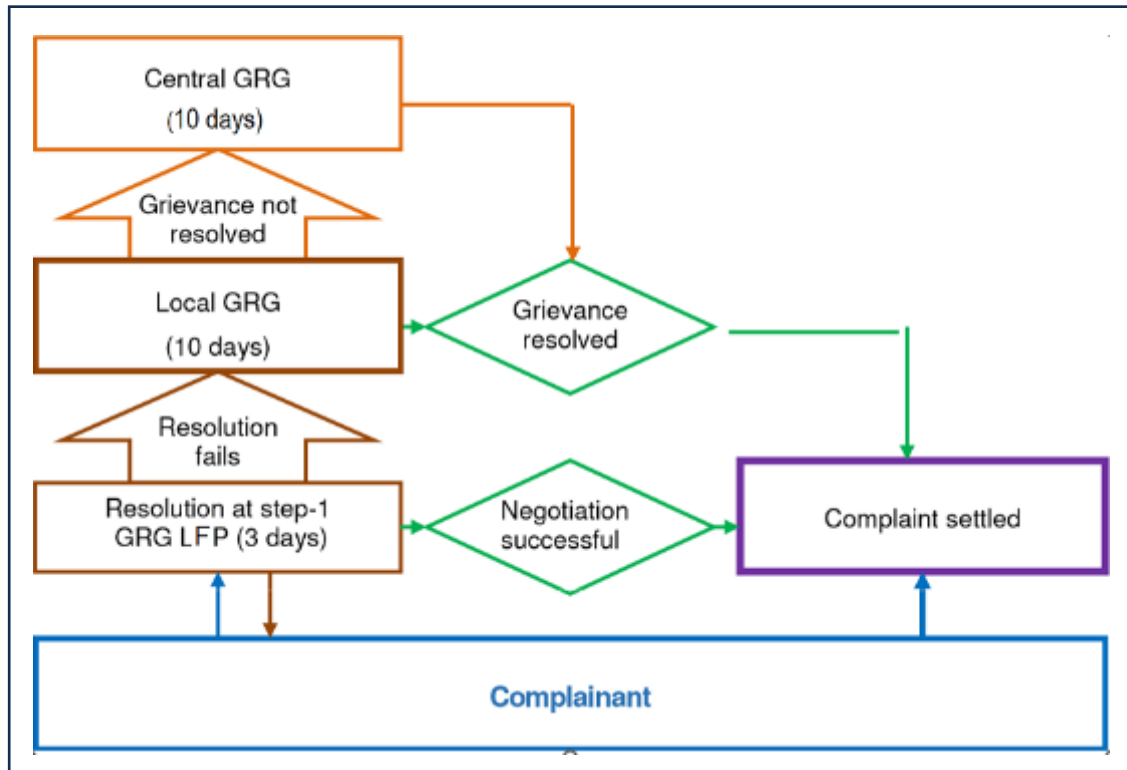 Central GRG
(10 days)
Grievance not
resolved
Local GRG
(10 days)
Grievance
resolved
Resolution
fails
Resolution at step-1
GRG LFP (3 days)
Negotiation
successful
Complaint settled
Complainant